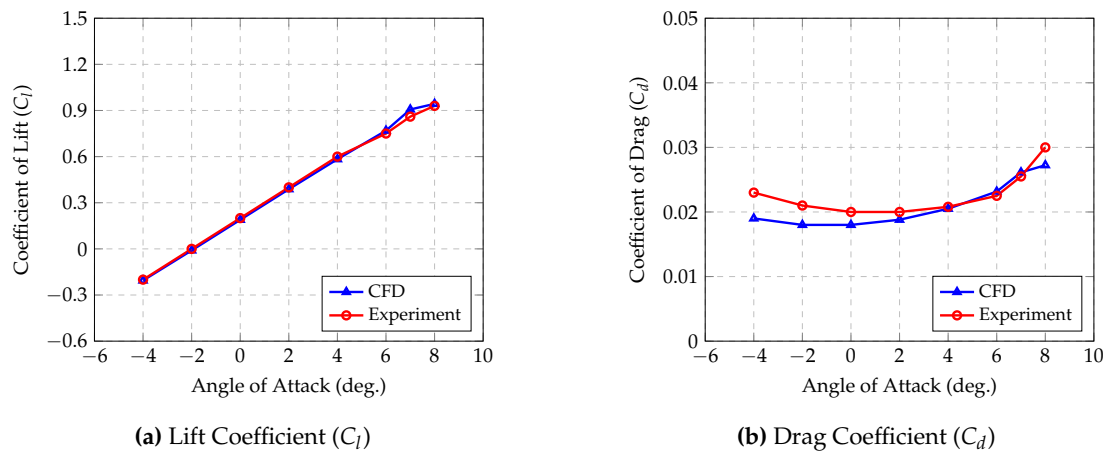 1.5
1.2
0.9
0.6
0.3
0
−0.3
−0.6
−6 −4 −2 0 2 4 6 8 10
Coefficient of Lift (C_l)
Angle of Attack (deg.)
CFD
Experiment
(a) Lift Coefficient (C_l)
0.05
0.04
0.03
0.02
0.01
0
−6 −4 −2 0 2 4 6 8 10
Coefficient of Drag (C_d)
Angle of Attack (deg.)
CFD
Experiment
(b) Drag Coefficient (C_d)